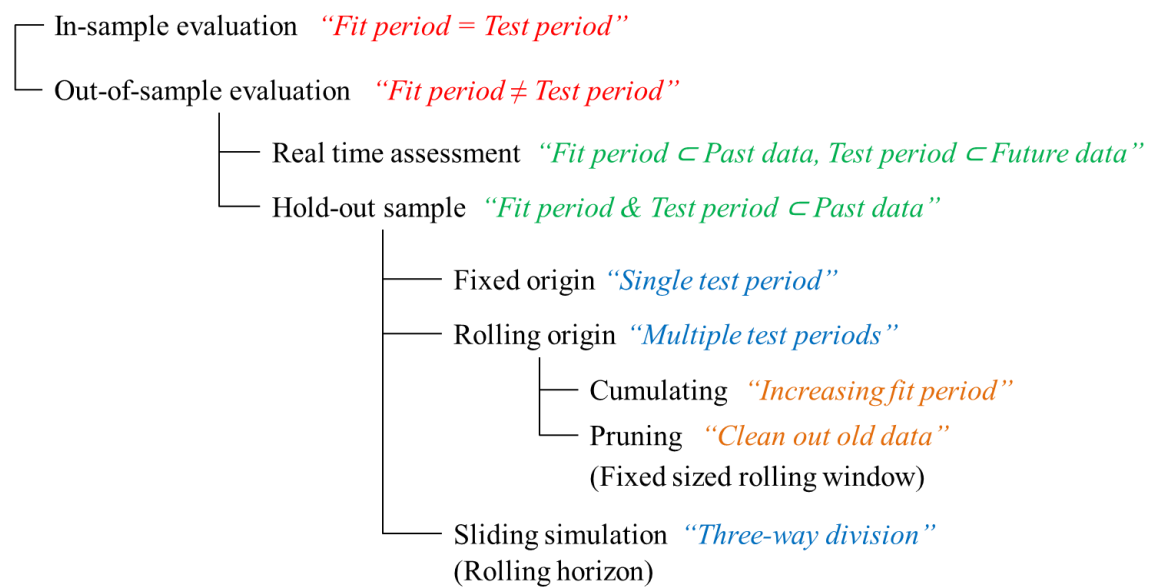 In-sample evaluation “Fit period = Test period”
Out-of-sample evaluation “Fit period ≠ Test period”
Real time assessment “Fit period ⊂ Past data, Test period ⊂ Future data”
Hold-out sample “Fit period & Test period ⊂ Past data”
Fixed origin “Single test period”
Rolling origin “Multiple test periods”
Cumulating “Increasing fit period”
Pruning “Clean out old data”
(Fixed sized rolling window)
Sliding simulation “Three-way division”
(Rolling horizon)